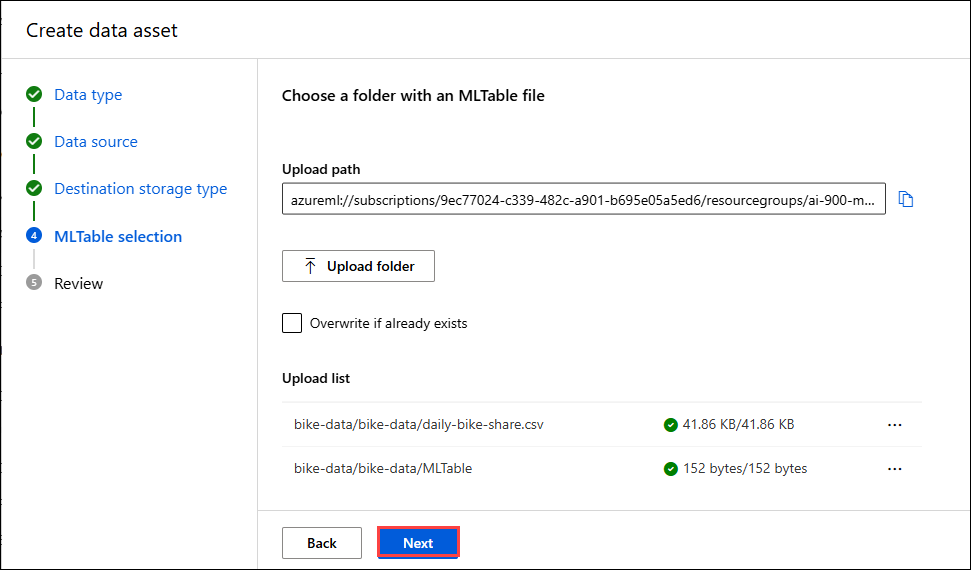 Create data asset
Data type
Data source
Destination storage type
4 MLTable selection
5 Review
Choose a folder with an MLTable file
Upload path
azureml://subscriptions/9ec77024-c339-482c-a901-b695e05a5ed6/resourcegroups/ai-900-m...
Upload folder
Overwrite if already exists
Upload list
bike-data/bike-data/daily-bike-share.csv 41.86 KB/41.86 KB ...
bike-data/bike-data/MLTable 152 bytes/152 bytes ...
Back Next